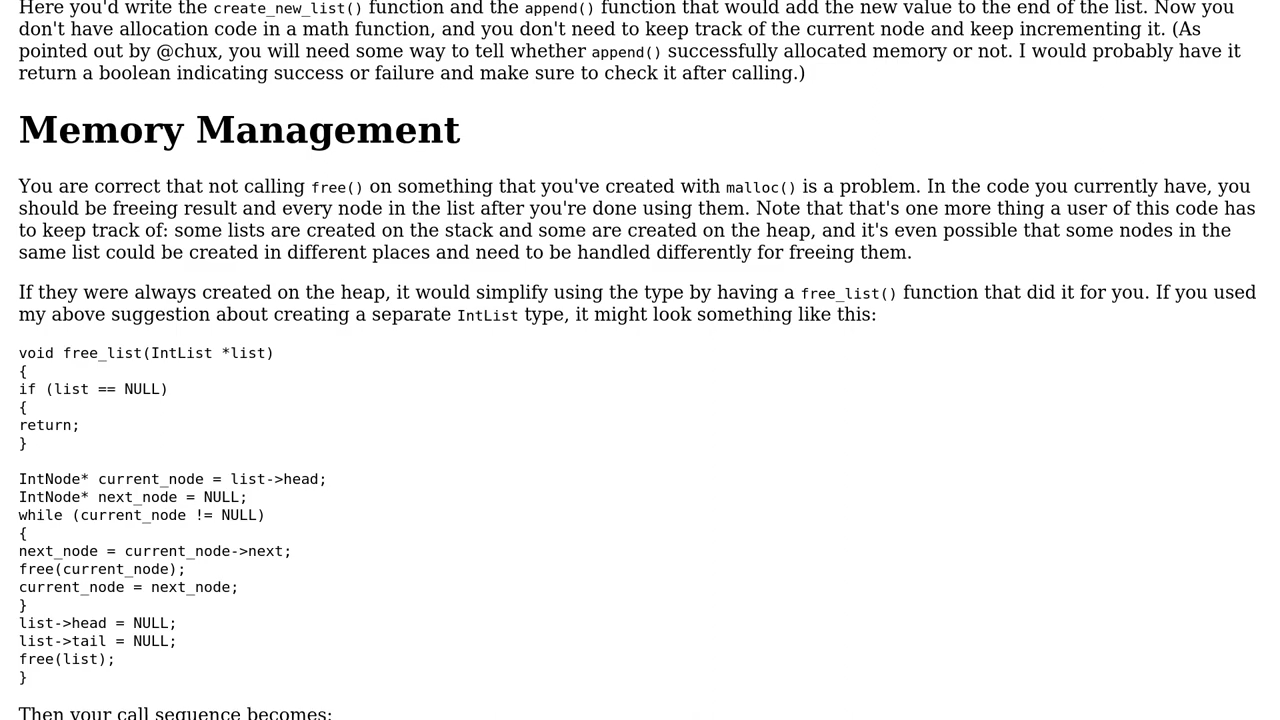 Here you'd write the create_new_list() function and the append() function that would add the new value to the end of the list. Now you
don't have allocation code in a math function, and you don't need to keep track of the current node and keep incrementing it. (As
pointed out by @chux, you will need some way to tell whether append() successfully allocated memory or not. I would probably have it
return a boolean indicating success or failure and make sure to check it after calling.)
Memory Management
You are correct that not calling free() on something that you've created with malloc() is a problem. In the code you currently have, you
should be freeing result and every node in the list after you're done using them. Note that that's one more thing a user of this code has
to keep track of: some lists are created on the stack and some are created on the heap, and it's even possible that some nodes in the
same list could be created in different places and need to be handled differently for freeing them.
If they were always created on the heap, it would simplify using the type by having a free_list() function that did it for you. If you used
my above suggestion about creating a separate IntList type, it might look something like this:
void free_list(IntList *list)
{
if (list == NULL)
{
return;
}
IntNode* current_node = list->head;
IntNode* next_node = NULL;
while (current_node != NULL)
{
next_node = current_node->next;
free(current_node);
current_node = next_node;
}
list->head = NULL;
list->tail = NULL;
free(list);
}
Then your call sequence becomes: